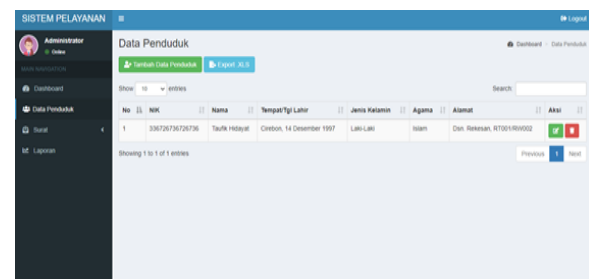 SISTEM PELAYANAN
Logout
Administrator
Online
MAIN NAVIGATION
Dashboard
Data Penduduk
Surat
Laporan
Data Penduduk
Dashboard > Data Penduduk
Tambah Data Penduduk
Export .XLS
Show 10 entries
Search:
No NIK Nama Tempat/Tgl Lahir Jenis Kelamin Agama Alamat Aksi
1 336726736726736 Taufik Hidayat Cirebon, 14 Desember 1997 Laki-Laki Islam Dsn. Rekesan, RT001/RW002
Showing 1 to 1 of 1 entries
Previous 1 Next